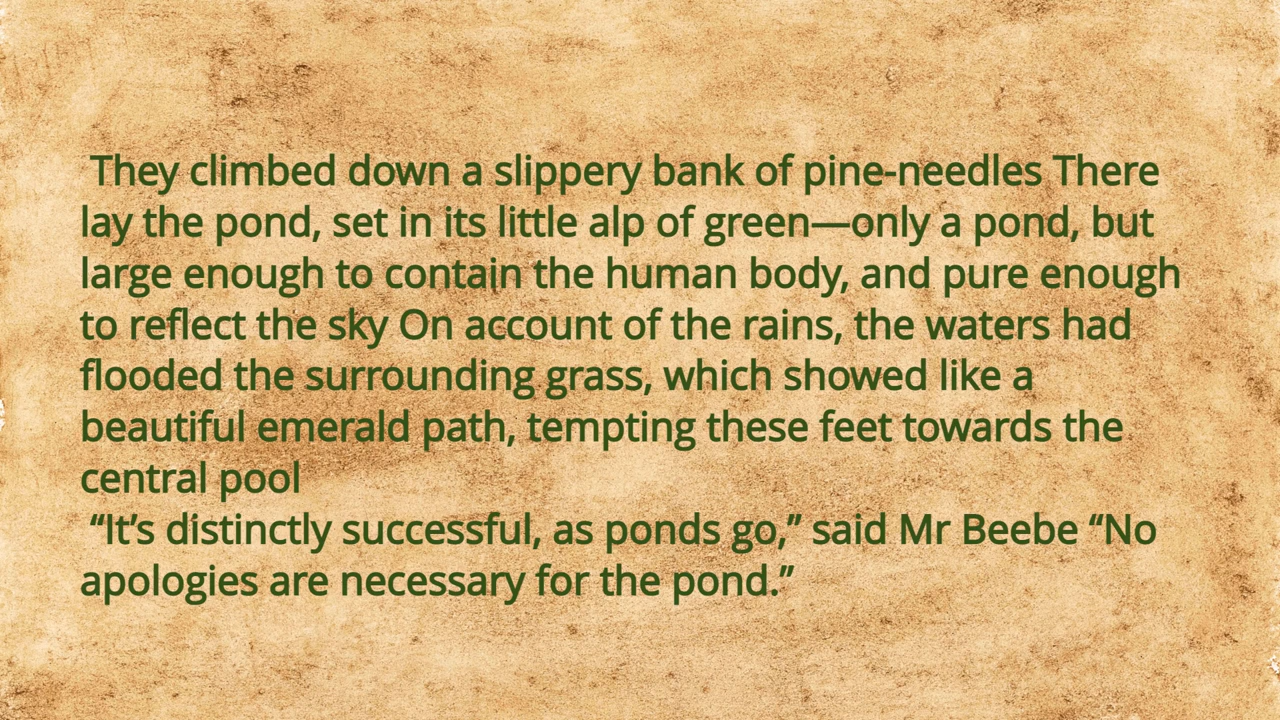 They climbed down a slippery bank of pine-needles There
lay the pond, set in its little alp of green—only a pond, but
large enough to contain the human body, and pure enough
to reflect the sky On account of the rains, the waters had
flooded the surrounding grass, which showed like a
beautiful emerald path, tempting these feet towards the
central pool
“It’s distinctly successful, as ponds go,” said Mr Beebe “No
apologies are necessary for the pond.”